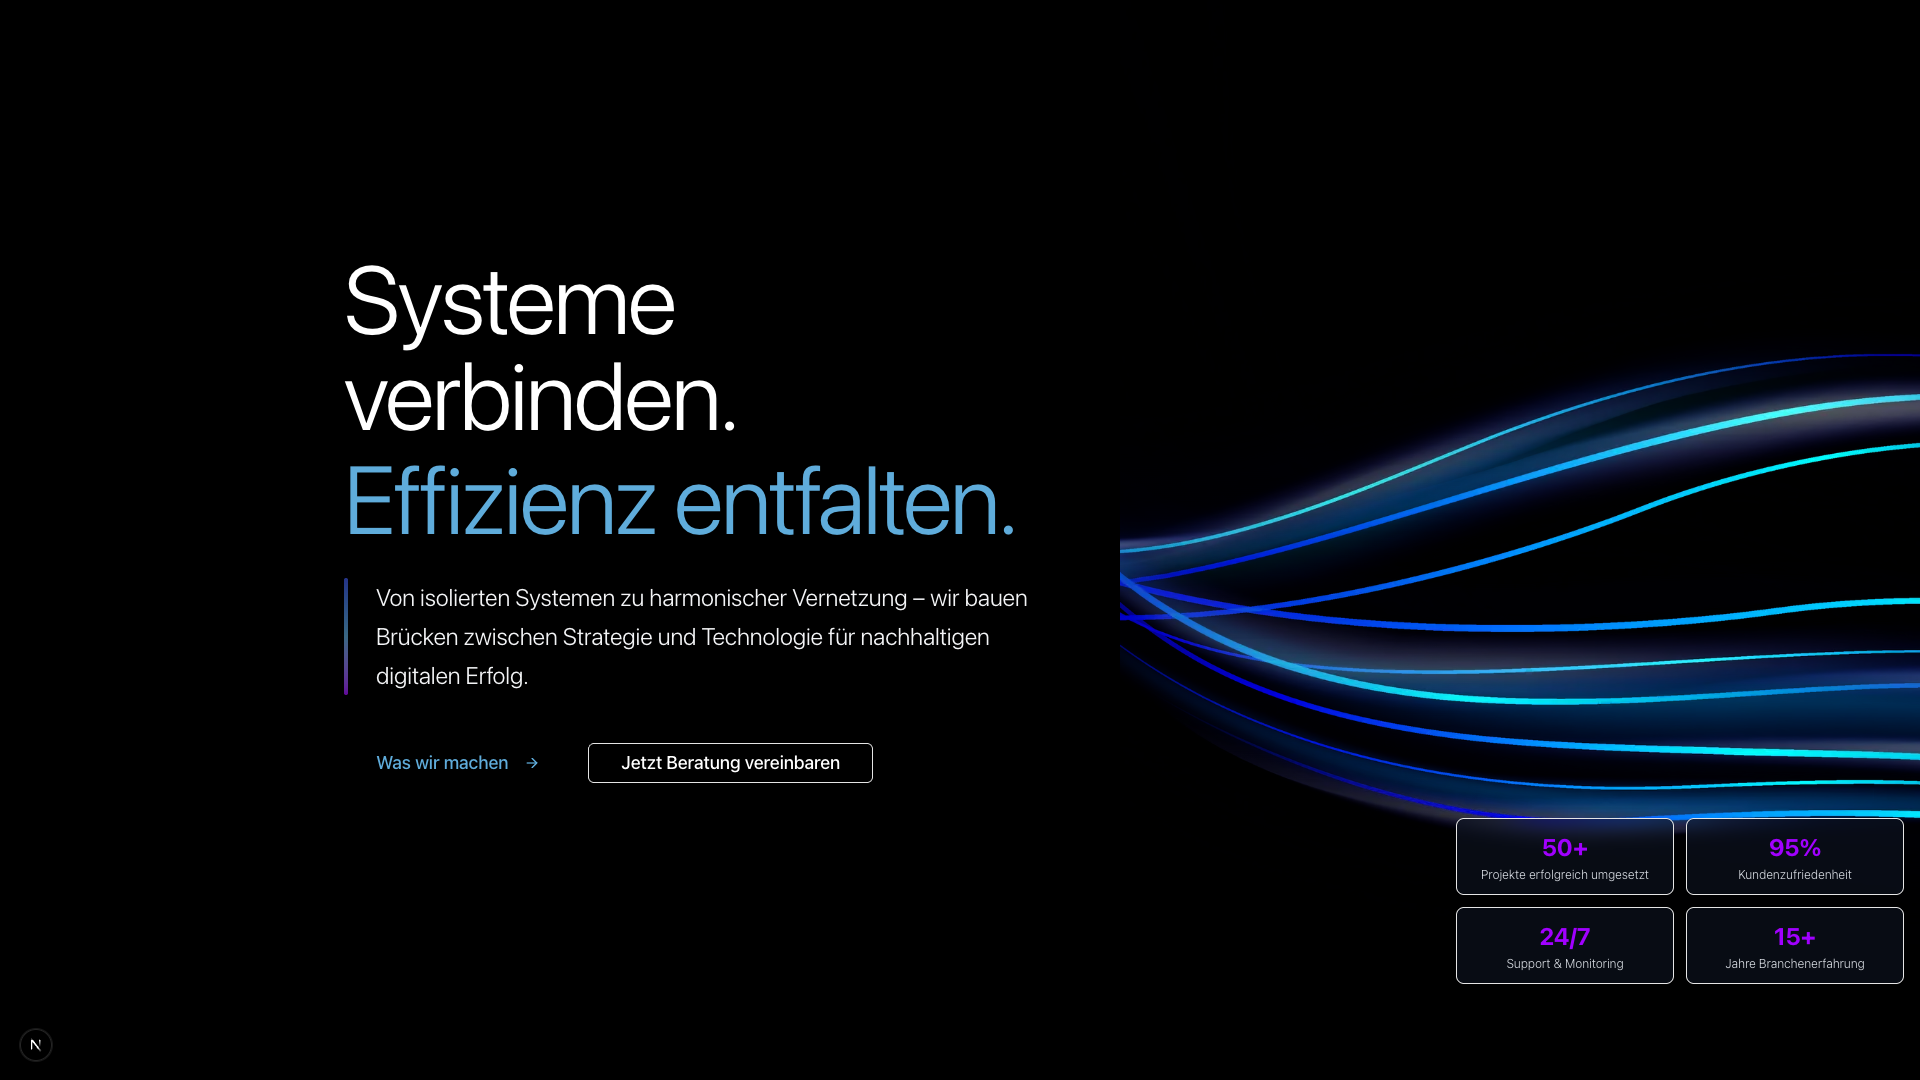 Systeme
verbinden.
Effizienz entfalten.
Von isolierten Systemen zu harmonischer Vernetzung – wir bauen
Brücken zwischen Strategie und Technologie für nachhaltigen
digitalen Erfolg.
Was wir machen →
Jetzt Beratung vereinbaren
50+
Projekte erfolgreich umgesetzt
95%
Kundenzufriedenheit
24/7
Support & Monitoring
15+
Jahre Branchenerfahrung
N